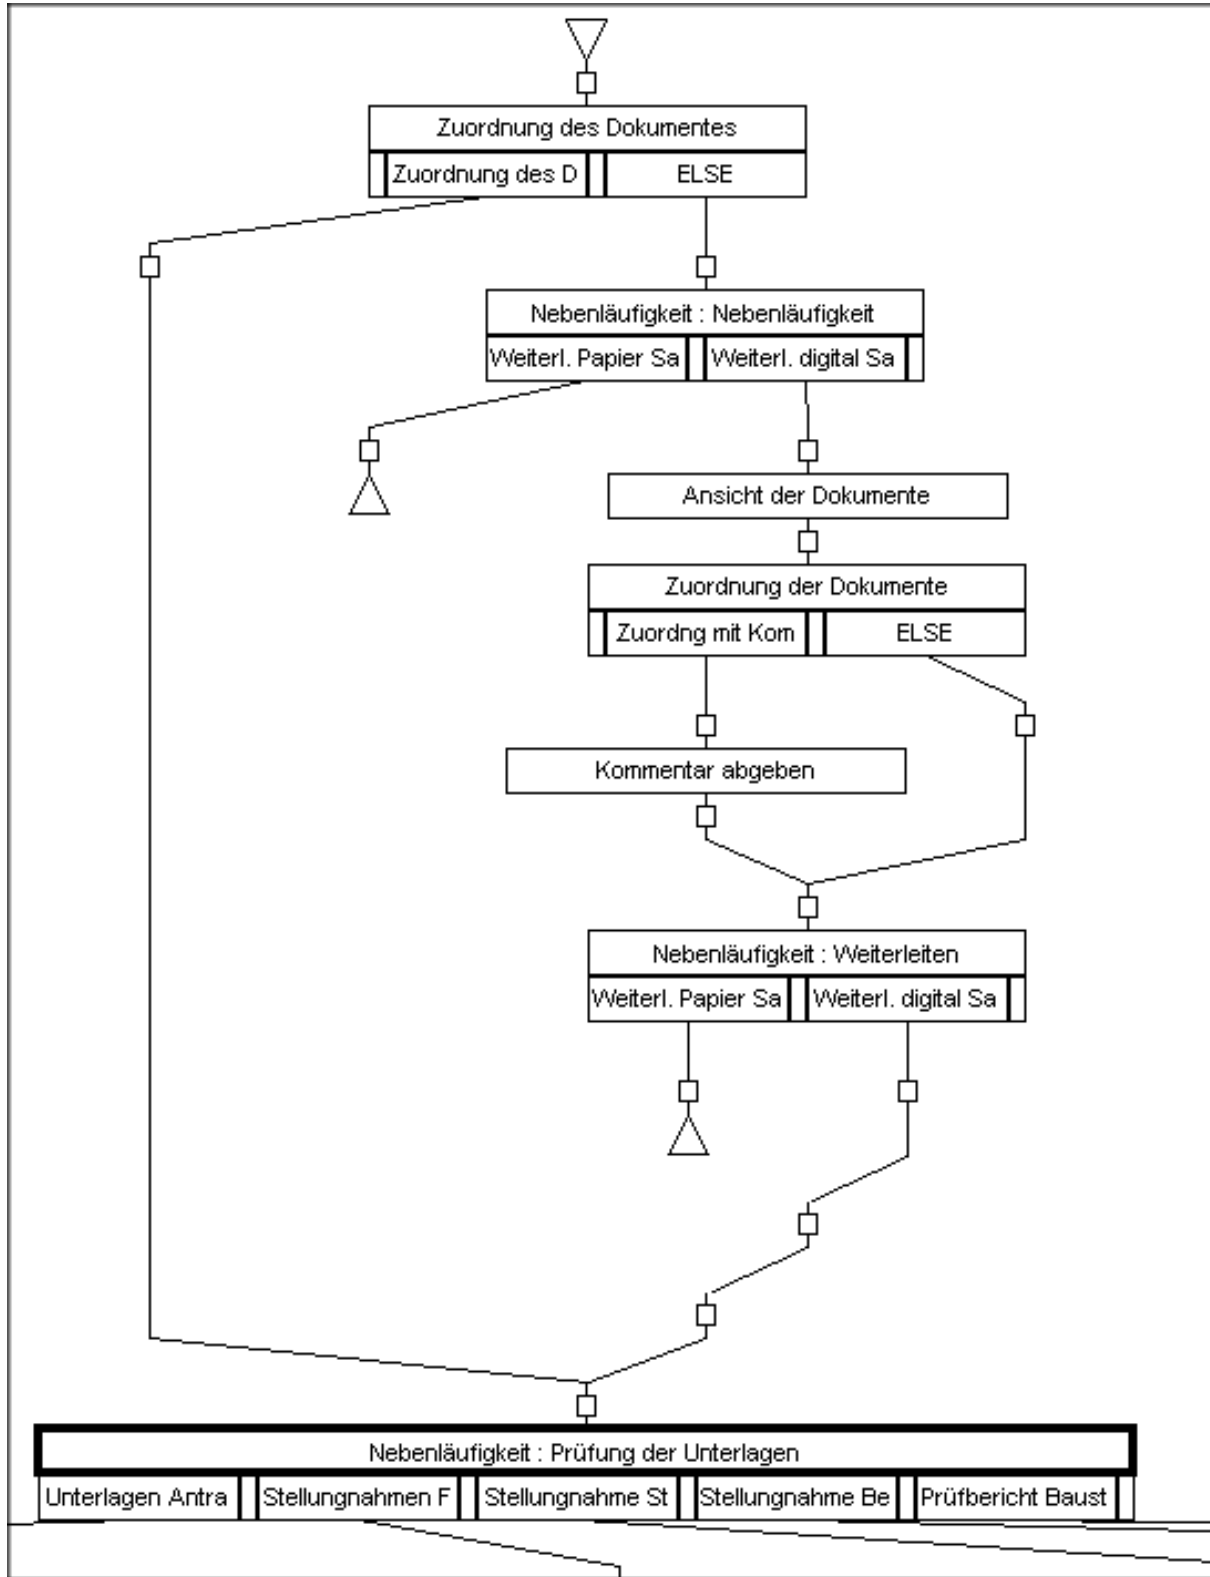 Zuordnung des Dokumentes
Zuordnung des D
ELSE
Nebenläufigkeit : Nebenläufigkeit
Weiterl. Papier Sa
Weiterl. digital Sa
Ansicht der Dokumente
Zuordnung der Dokumente
Zuordng mit Kom
ELSE
Kommentar abgeben
Nebenläufigkeit : Weiterleiten
Weiterl. Papier Sa
Weiterl. digital Sa
Nebenläufigkeit : Prüfung der Unterlagen
Unterlagen Antra
Stellungnahmen F
Stellungnahme St
Stellungnahme Be
Prüfbericht Baust